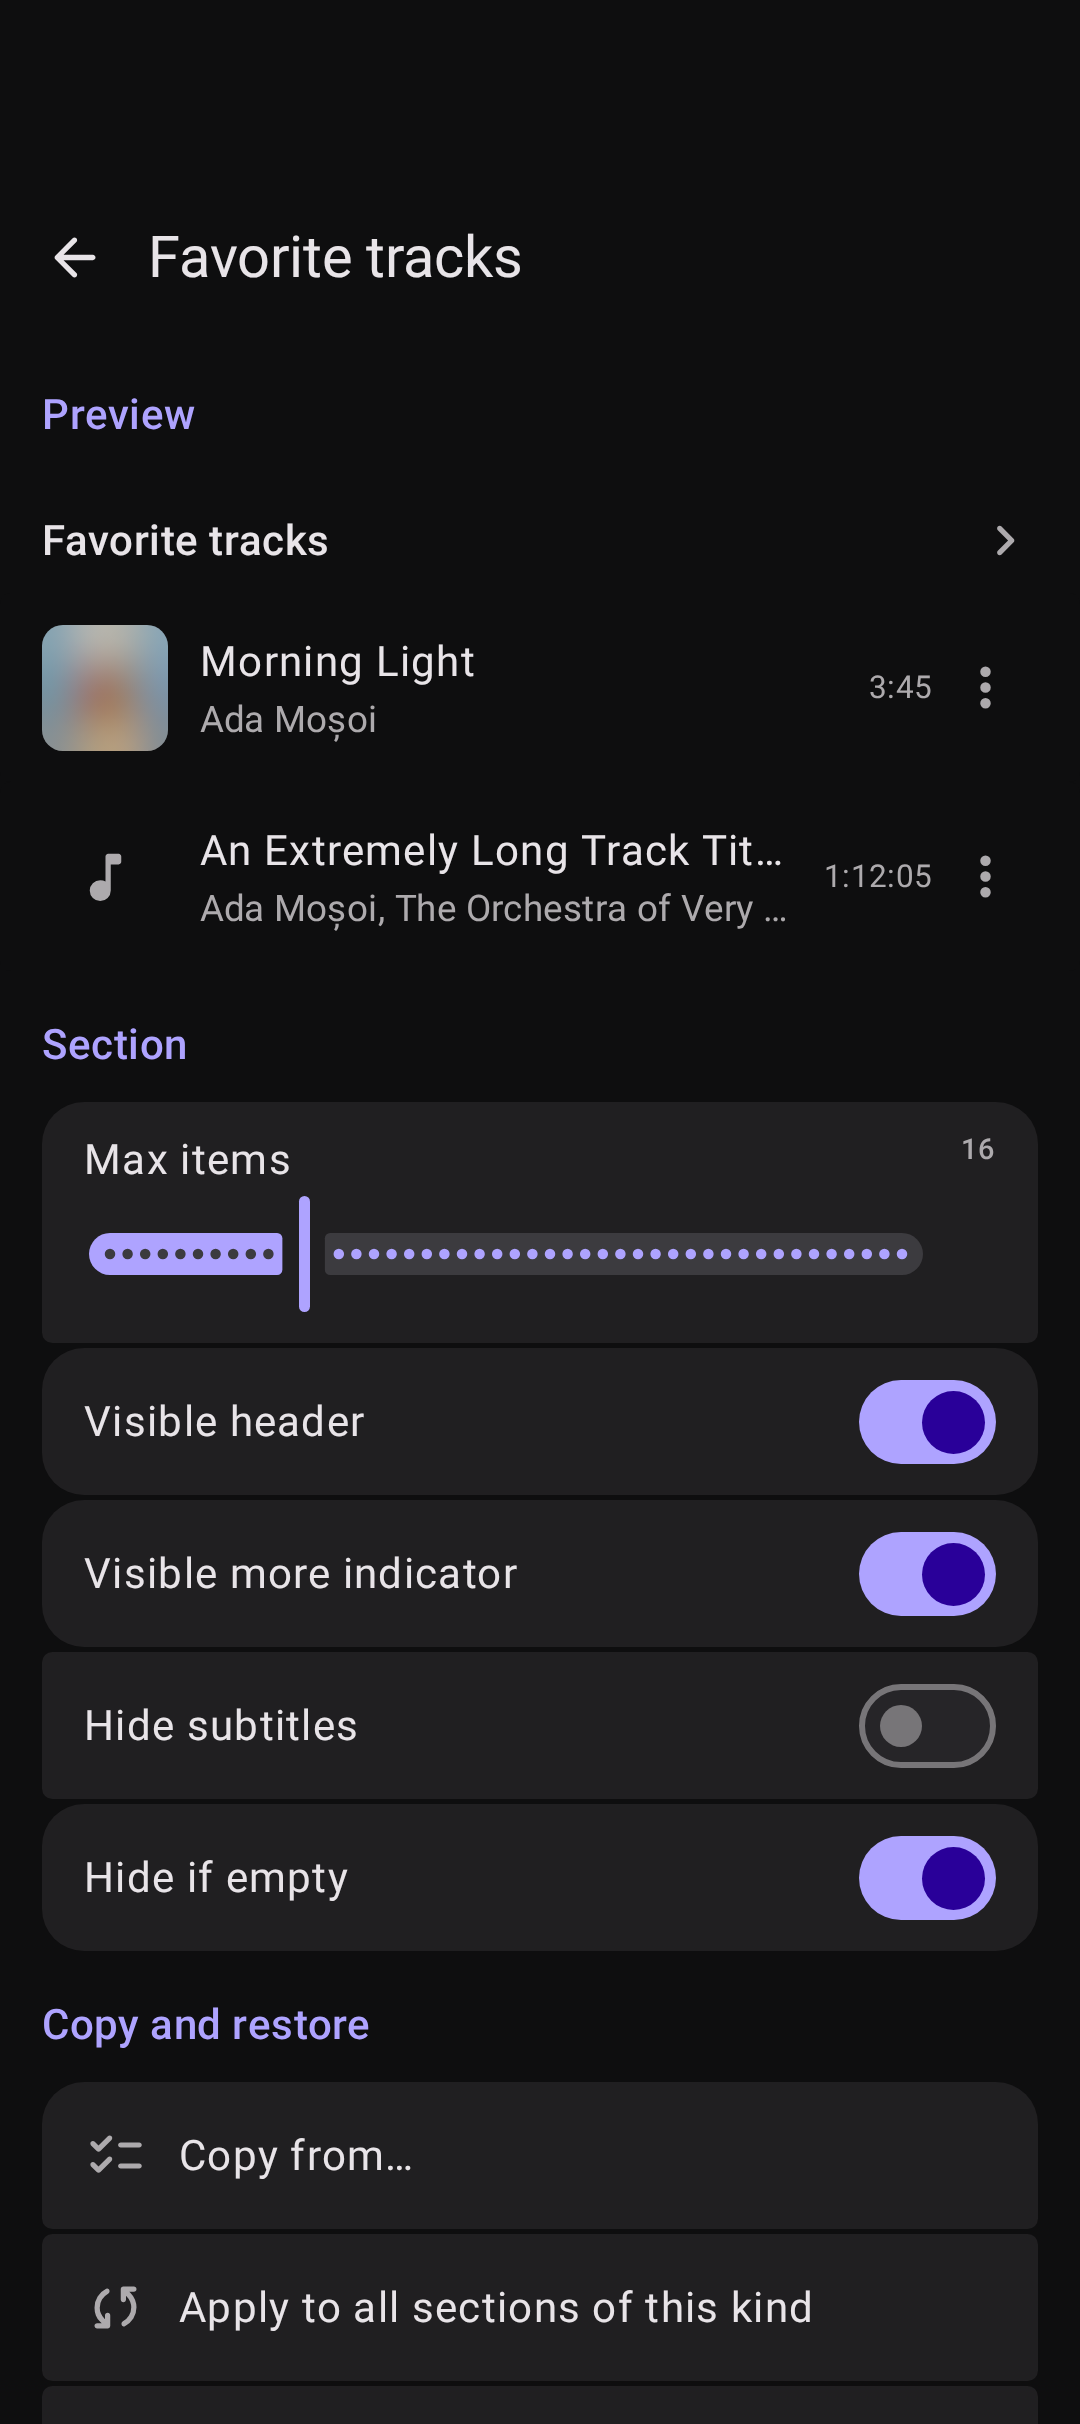 Favorite tracks
Preview
Favorite tracks
Morning Light
3:45
Ada Moșoi
An Extremely Long Track Tit…
1:12:05
Ada Moșoi, The Orchestra of Very …
Section
Max items
16
Visible header
Visible more indicator
Hide subtitles
Hide if empty
Copy and restore
Copy from…
Apply to all sections of this kind